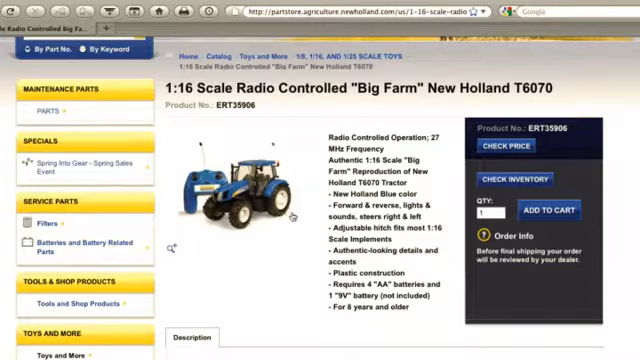 http://partstore.agriculture.newholland.com/us/1-16-scale-radio
Google
e Radio Controlled Big Fa...
By Part No.
By Keyword
Home Catalog Toys and More 1/8, 1/16, AND 1/25 SCALE TOYS
1:16 Scale Radio Controlled "Big Farm" New Holland T6070
MAINTENANCE PARTS
PARTS
SPECIALS
Spring Into Gear - Spring Sales
Event
SERVICE PARTS
Filters
Batteries and Battery Related
Parts
TOOLS & SHOP PRODUCTS
Tools and Shop Products
TOYS AND MORE
Toys and More
1:16 Scale Radio Controlled "Big Farm" New Holland T6070
Product No.: ERT35906
Radio Controlled Operation; 27
MHz Frequency
Authentic 1:16 Scale "Big
Farm" Reproduction of New
Holland T6070 Tractor
- New Holland Blue color
- Forward & reverse, lights &
sounds, steers right & left
- Adjustable hitch fits most 1:16
Scale Implements
- Authentic-looking details and
accents
- Plastic construction
- Requires 4 "AA" batteries and
1 "9V" battery (not included)
- For 8 years and older
Description
Product No.: ERT35906
CHECK PRICE
CHECK INVENTORY
QTY:
1
ADD TO CART
? Order Info
Before final shipping your order
will be reviewed by your dealer.